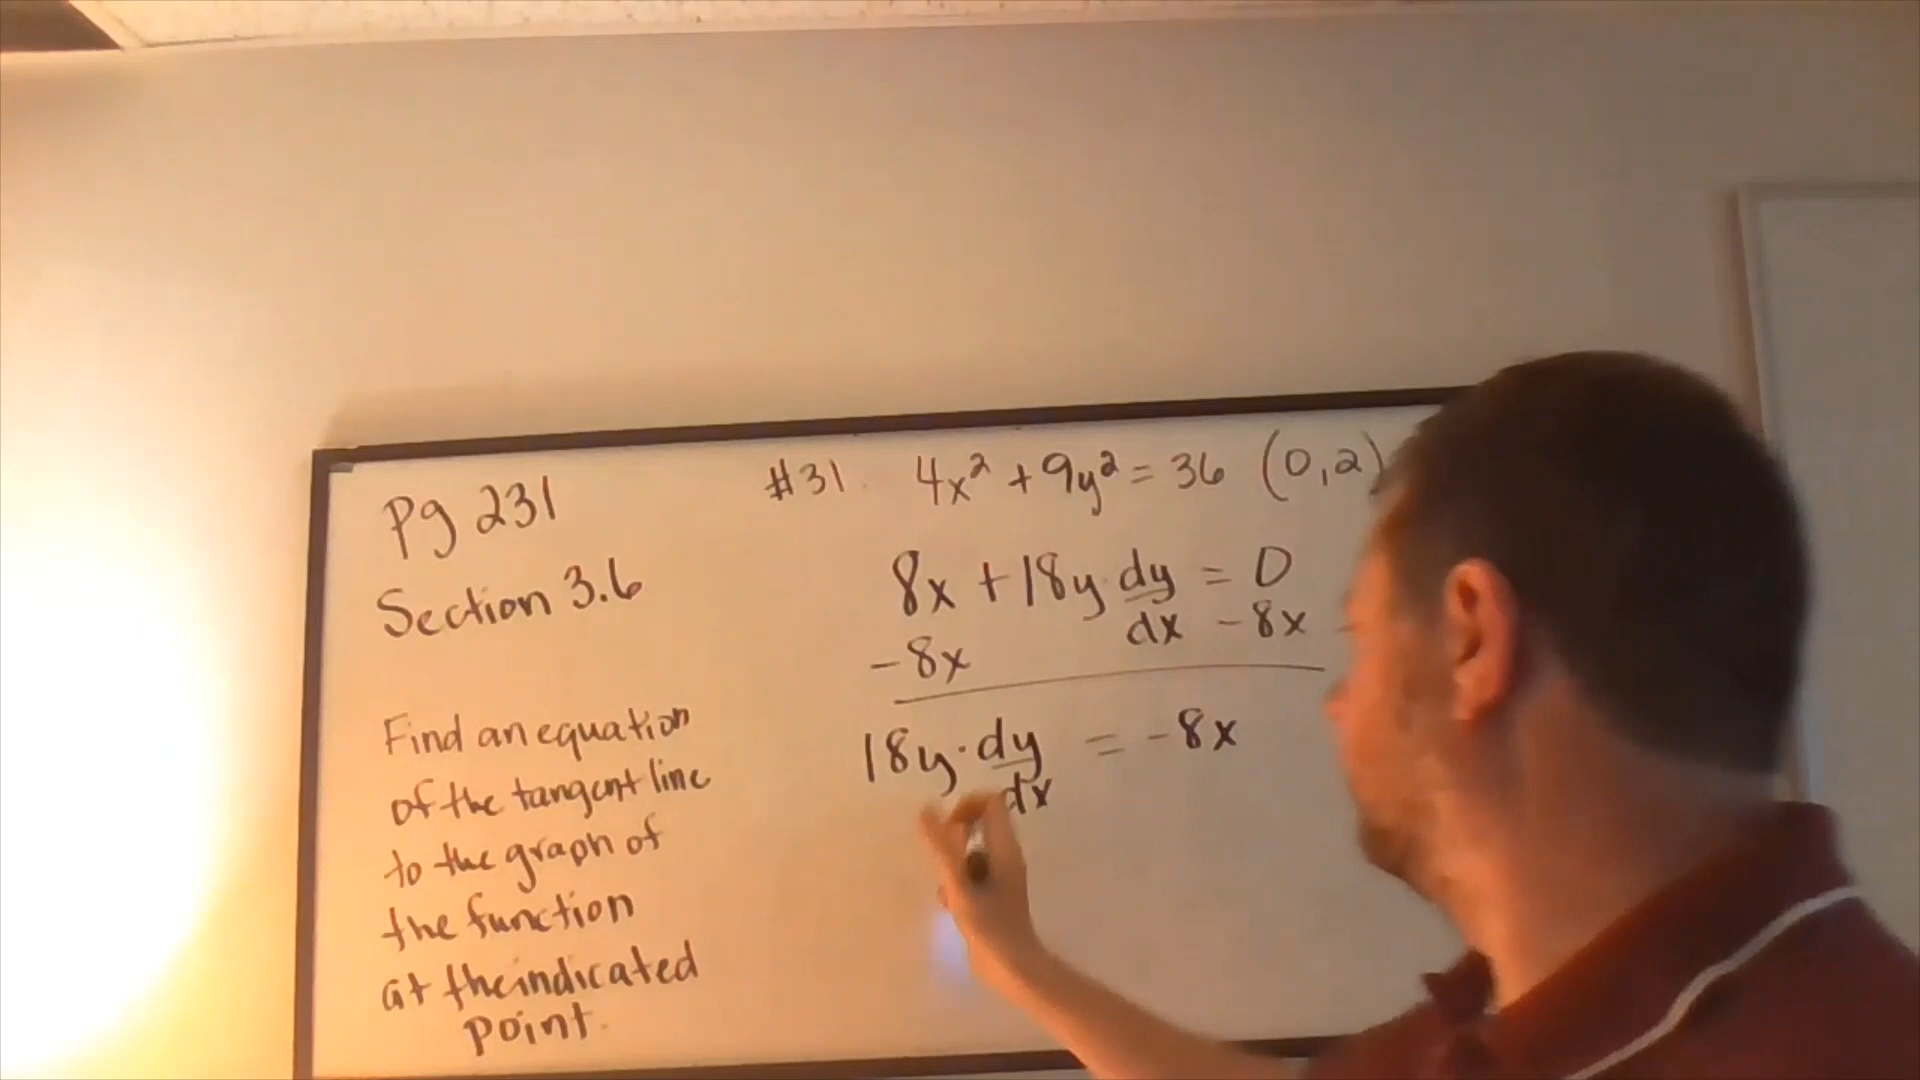 Pg 231
Section 3.6
Find an equation
of the tangent line
to the graph of
the function
at the indicated
point.
#31. 4x² + 9y² = 36 (0,2)
8x + 18y dy/dx = 0
-8x -8x
18y · dy/dx = -8x